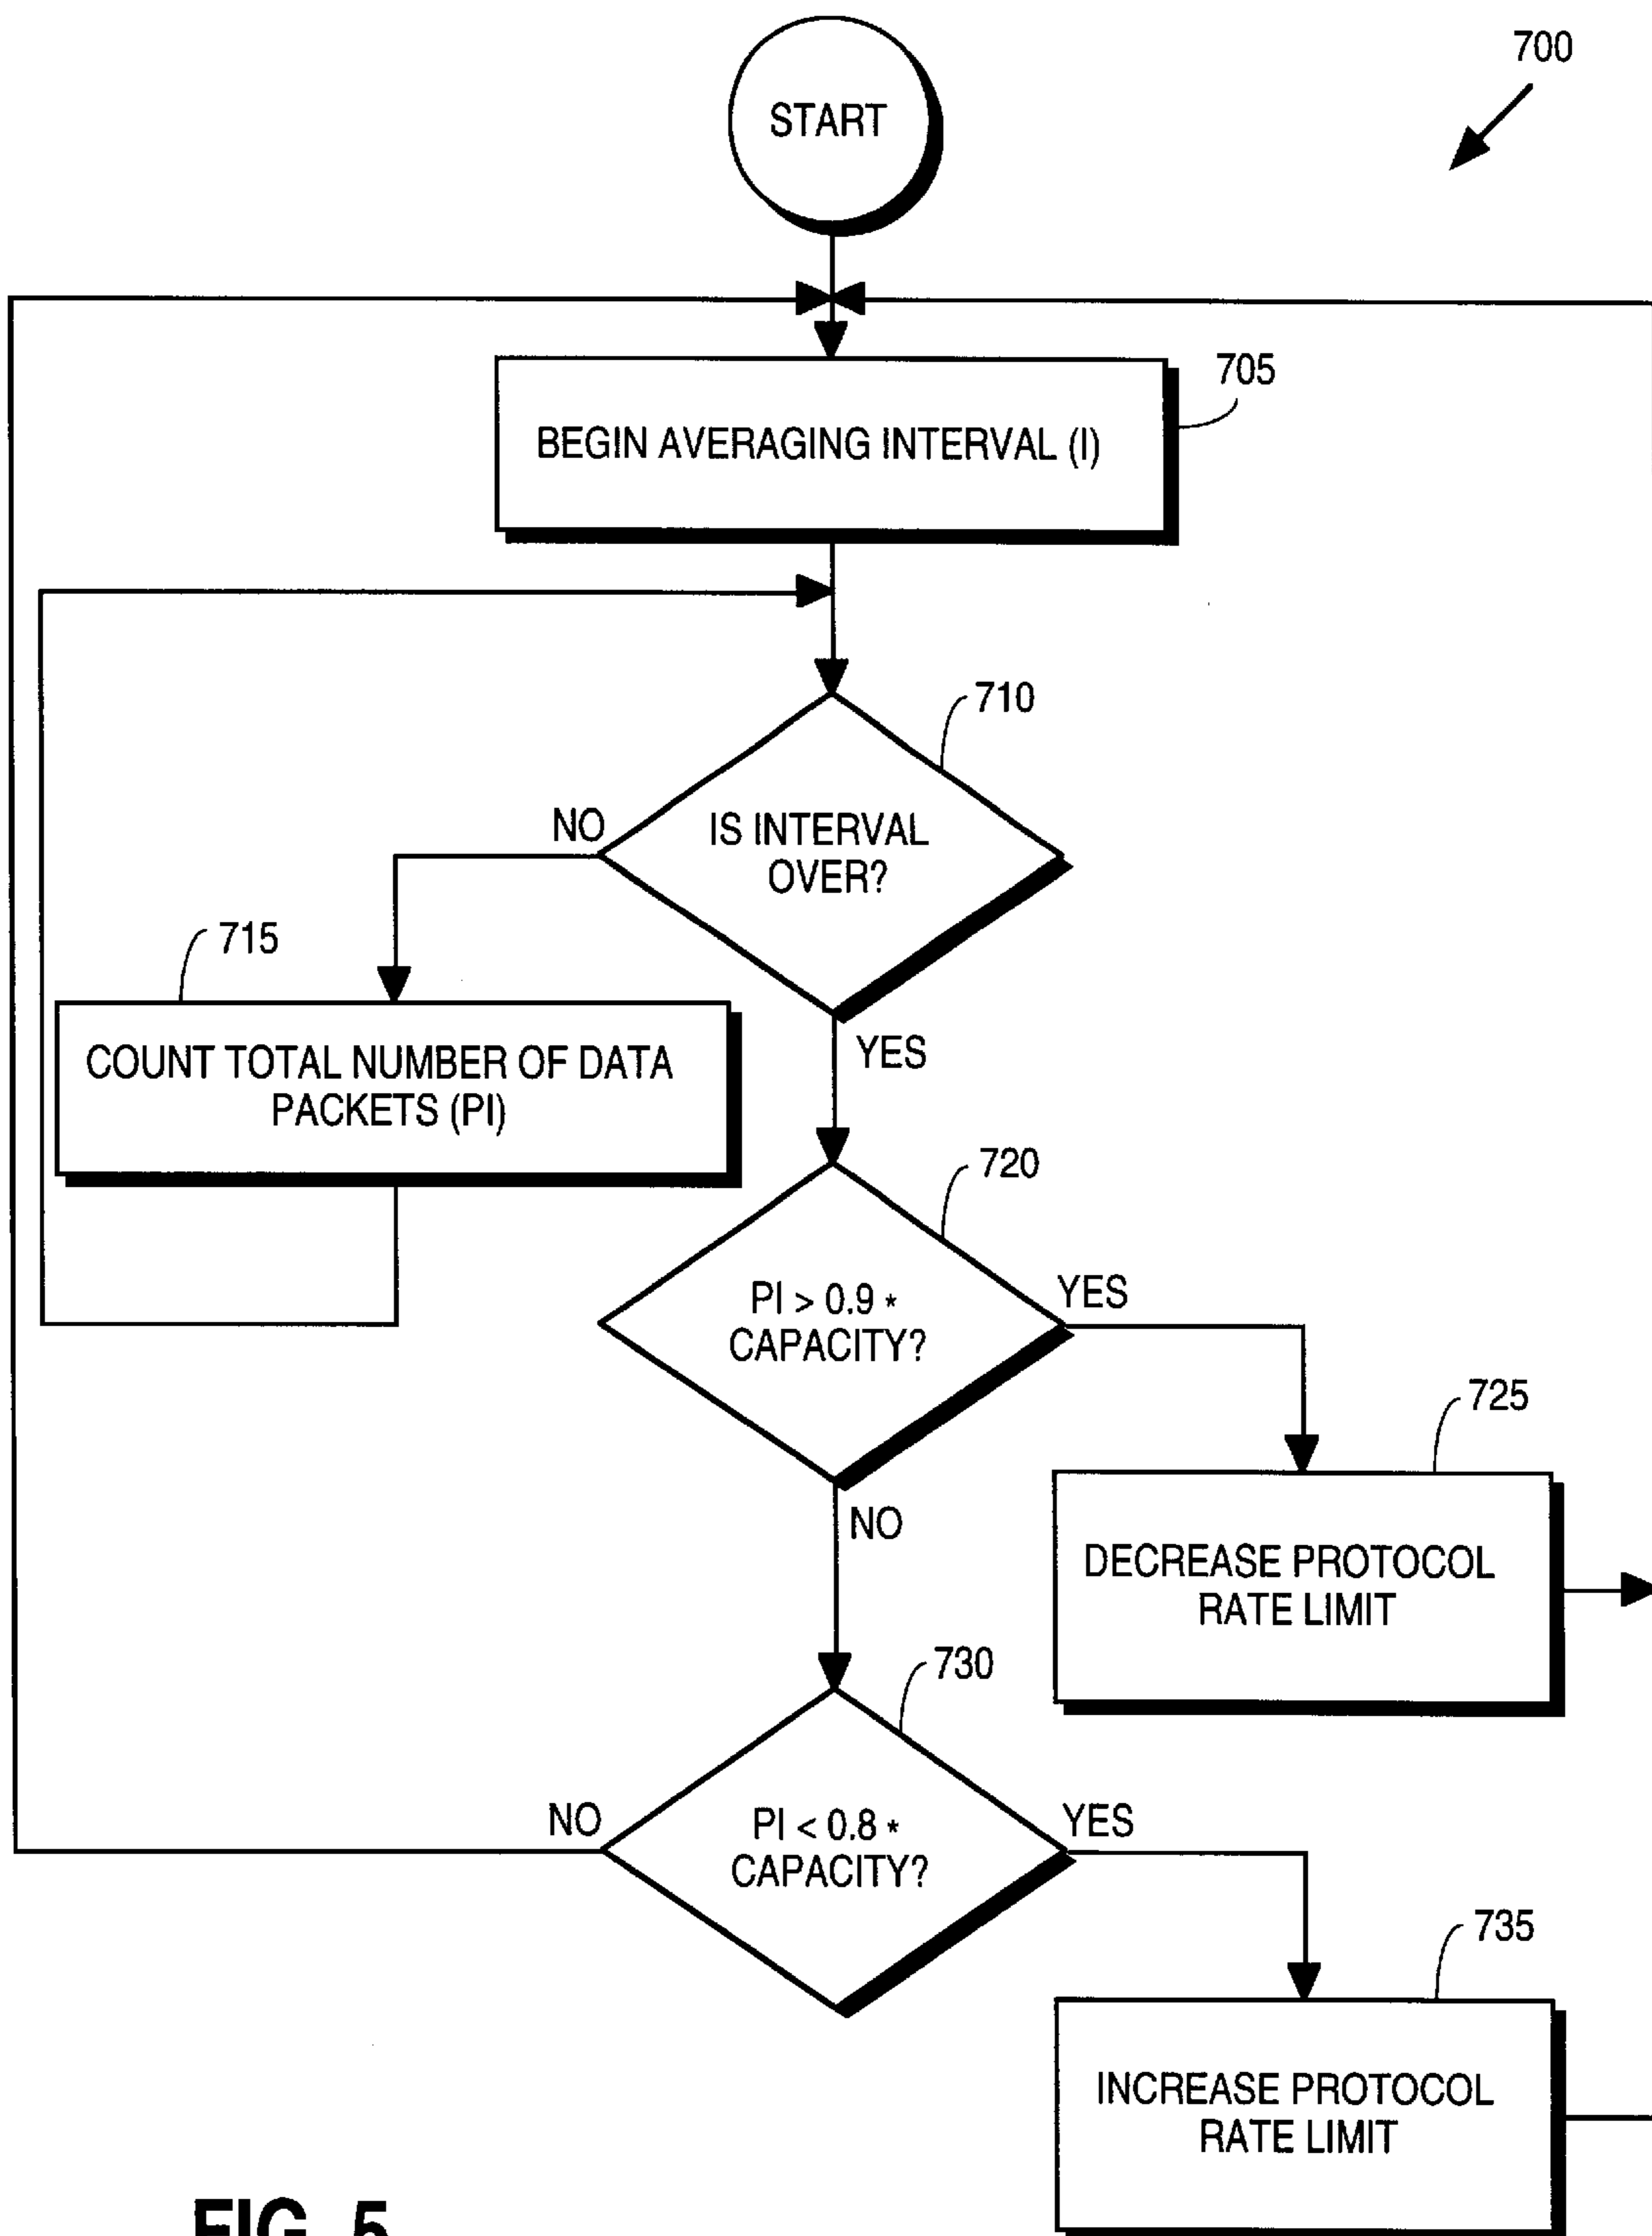 700
START
705
BEGIN AVERAGING INTERVAL (I)
710
NO
IS INTERVAL
OVER?
715
YES
COUNT TOTAL NUMBER OF DATA
PACKETS (PI)
720
YES
PI > 0.9 *
CAPACITY?
725
NO
DECREASE PROTOCOL
RATE LIMIT
730
NO
YES
PI < 0.8 *
CAPACITY?
735
INCREASE PROTOCOL
RATE LIMIT
FIG. 5